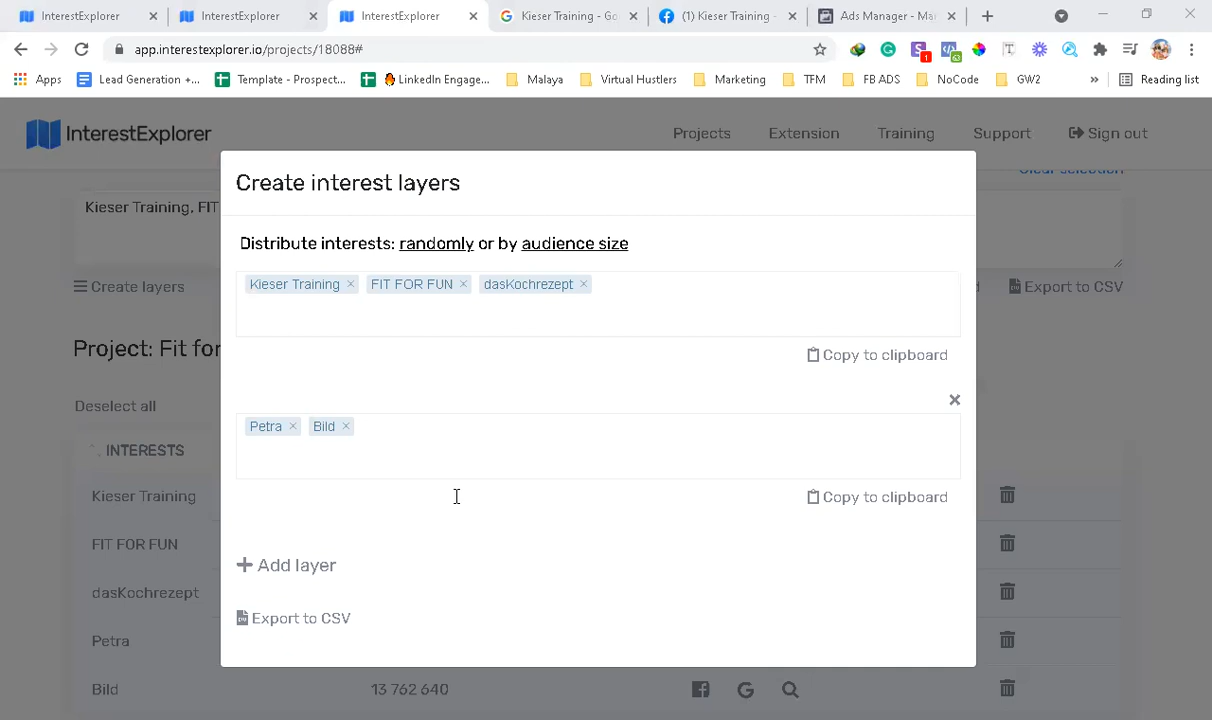 InterestExplorer InterestExplorer InterestExplorer Kieser Training - Go (1) Kieser Training - Ads Manager - Ma
app.interestexplorer.io/projects/18088#
Apps Lead Generation +... Template - Prospect... LinkedIn Engage... Malaya Virtual Hustlers Marketing TFM FB ADS NoCode GW2 » Reading list
InterestExplorer Projects Extension Training Support Sign out
Create interest layers
Clear selection
Kieser Training, FIT
Distribute interests: randomly or by audience size
Kieser Training × FIT FOR FUN × dasKochrezept ×
Create layers Export to CSV
Project: Fit for
Copy to clipboard
Deselect all
Petra × Bild ×
INTERESTS
Kieser Training
Copy to clipboard
FIT FOR FUN
Add layer
dasKochrezept
Export to CSV
Petra
Bild 13 762 640